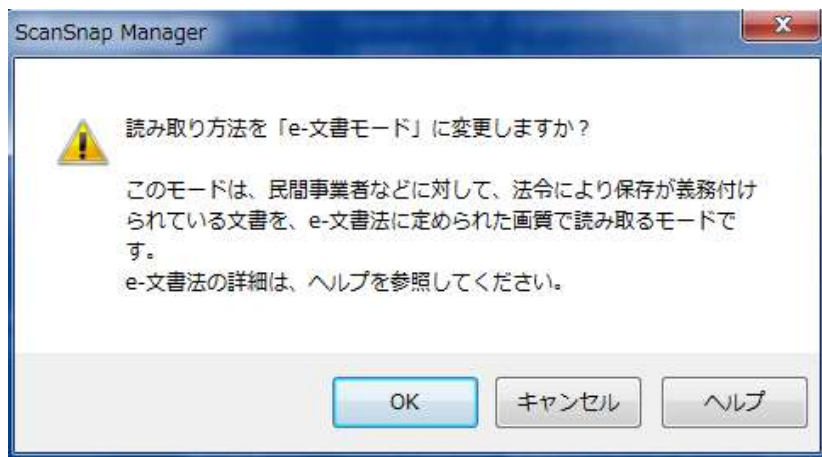 ScanSnap Manager
読み取り方法を「e-文書モード」に変更しますか？
このモードは、民間事業者などに対して、法令により保存が義務付け
られている文書を、e-文書法に定められた画質で読み取るモードで
す。
e-文書法の詳細は、ヘルプを参照してください。
OK
キャンセル
ヘルプ